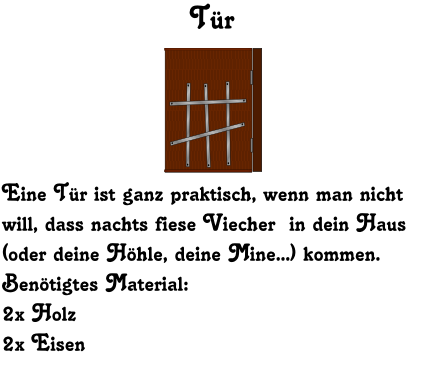 Tür
Eine Tür ist ganz praktisch, wenn man nicht
will, dass nachts fiese Viecher in dein Haus
(oder deine Höhle, deine Mine...) kommen.
Benötigtes Material:
2x Holz
2x Eisen